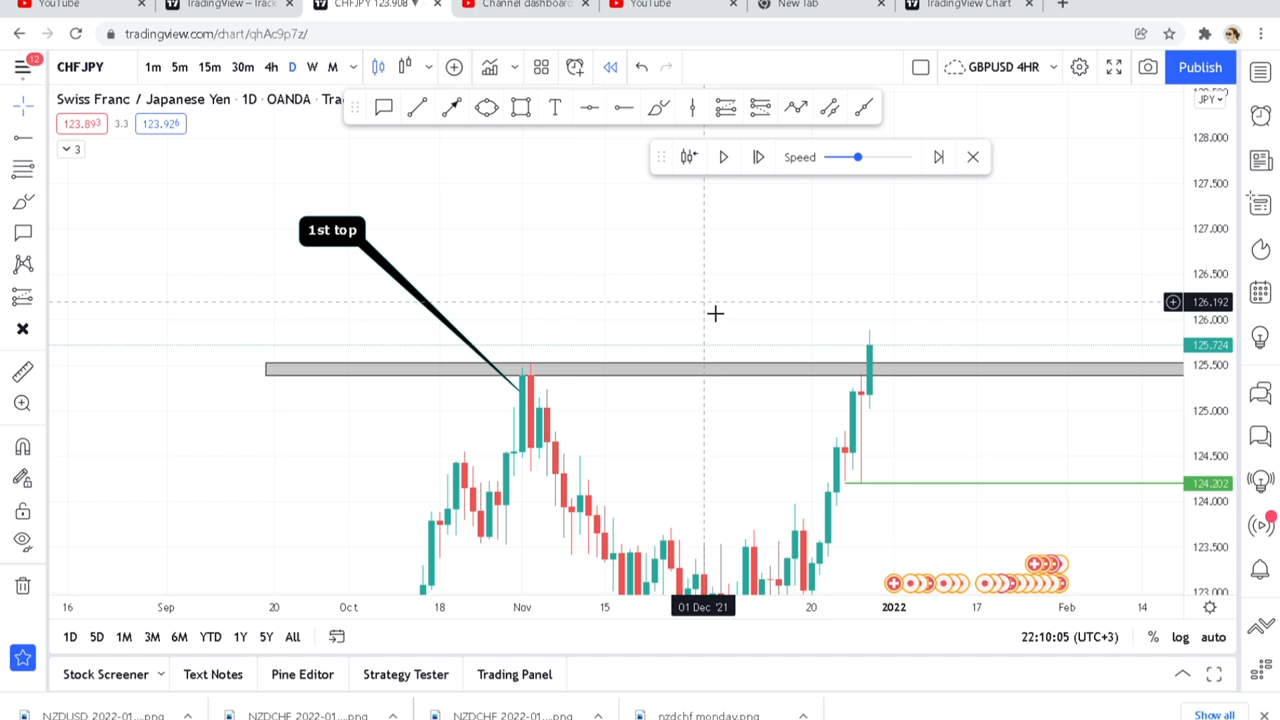 YouTube
TradingView – Track
CHFJPY 123.908 ▼
Channel dashboard
YouTube
New Tab
TradingView Chart
tradingview.com/chart/qhAc9p7z/
12
CHFJPY
1m 5m 15m 30m 4h D W M
GBPUSD 4HR
Publish
Swiss Franc / Japanese Yen · 1D · OANDA · Tra
JPY
123.893 3.3 123.926
3
Speed
128.000
127.500
1st top
127.000
126.500
126.192
126.000
125.724
125.500
125.000
124.500
124.202
124.000
123.500
123.000
16 Sep 20 Oct 18 Nov 15 01 Dec '21 20 2022 17 Feb 14
1D 5D 1M 3M 6M YTD 1Y 5Y All
22:10:05 (UTC+3) % log auto
Stock Screener Text Notes Pine Editor Strategy Tester Trading Panel
NZDUSD_2022-01....png
NZDCHF_2022-01....png
NZDCHF_2022-01....png
nzdchf monday.png
Show all